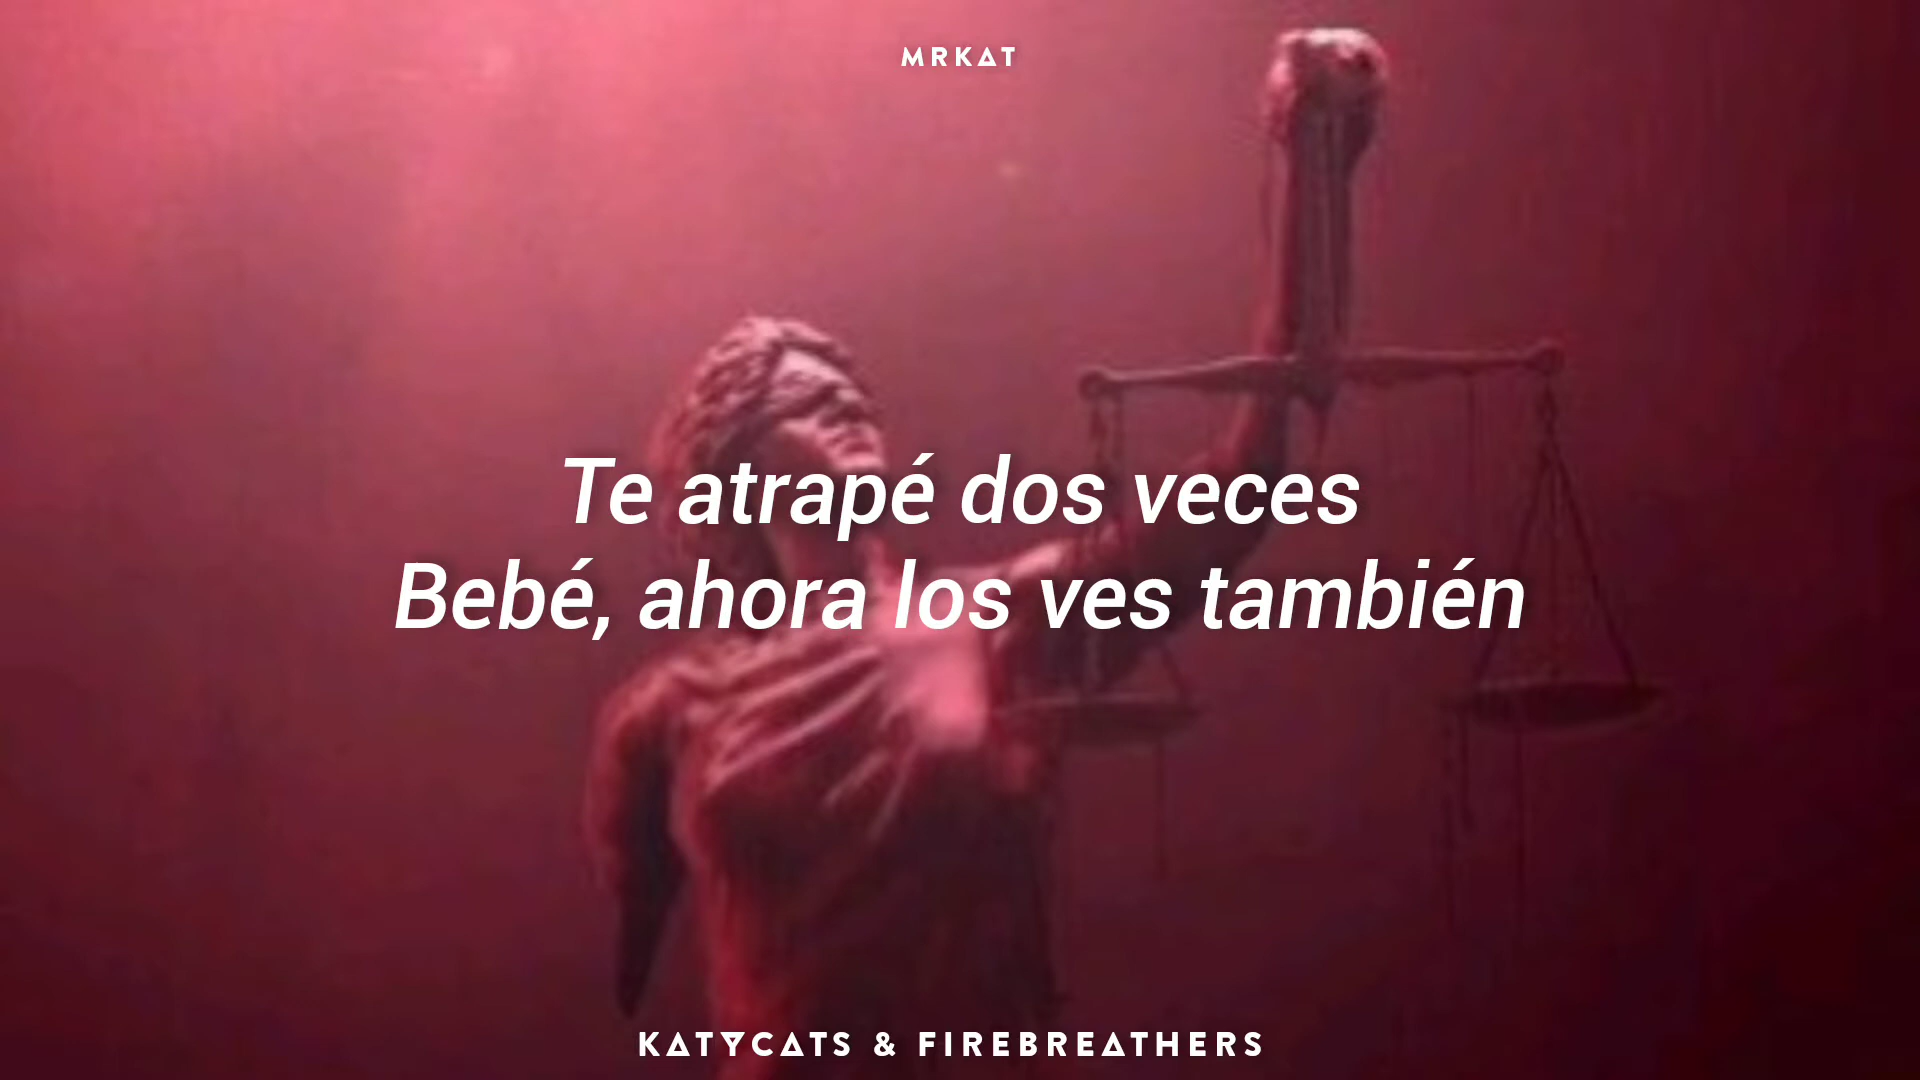 MRKAT
Te atrapé dos veces
Bebé, ahora los ves también
KATYCATS & FIREBREATHERS